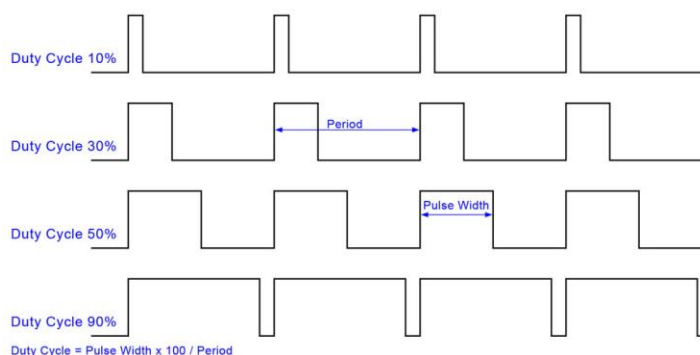 Duty Cycle 10%
Period
Duty Cycle 30%
Pulse Width
Duty Cycle 50%
Duty Cycle 90%
Duty Cycle = Pulse Width x 100 / Period